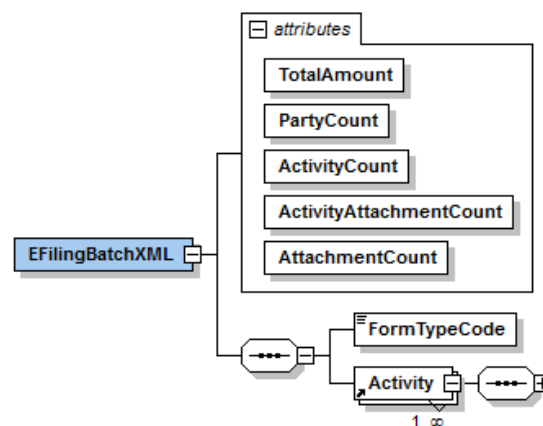 attributes
TotalAmount
PartyCount
ActivityCount
ActivityAttachmentCount
EFilingBatchXML
AttachmentCount
FormTypeCode
Activity
1 ∞